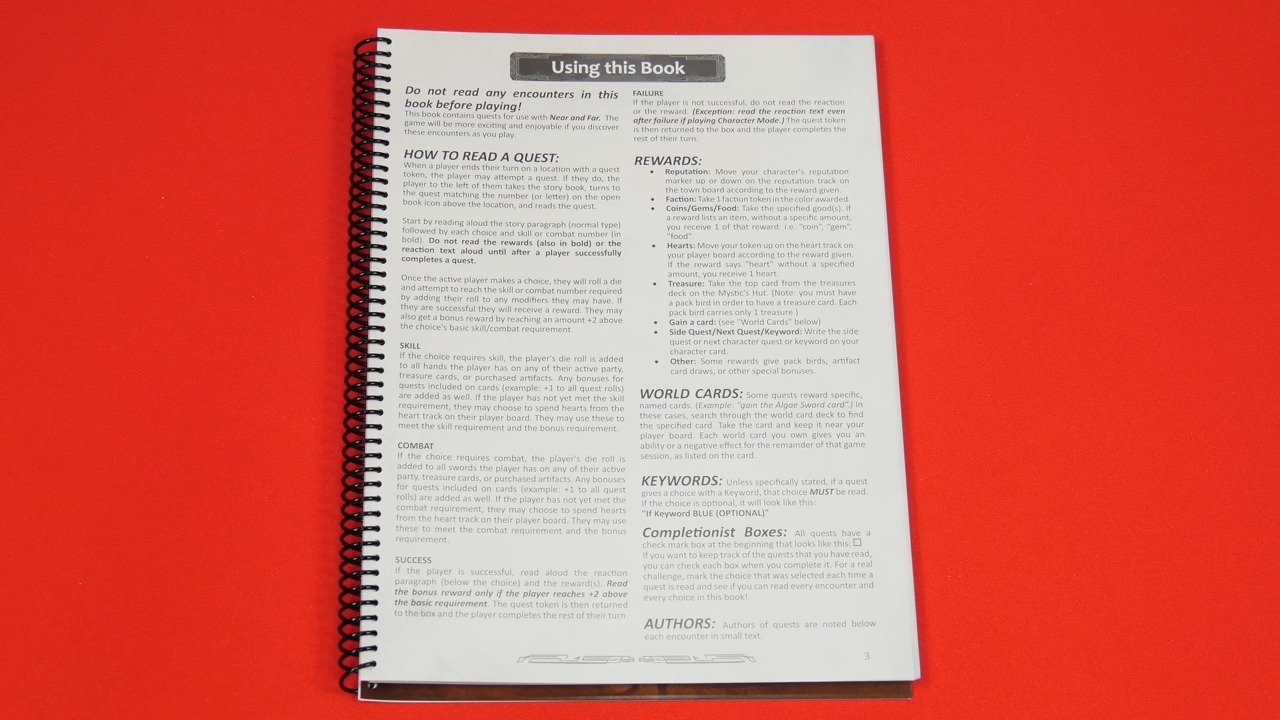 Using this Book
Do not read any encounters in this
book before playing!
This book contains quests for use with Near and Far. The
game will be more exciting and enjoyable if you discover
these encounters as you play.
HOW TO READ A QUEST:
When a player ends their turn on a location with a quest
token, the player may attempt a quest. If they do, the
player to the left of them takes the story book, turns to
the quest matching the number (or letter) on the open
book icon above the location, and reads the quest.
Start by reading aloud the story paragraph (normal type)
followed by each choice and skill or combat number (in
bold). Do not read the rewards (also in bold) or the
reaction text aloud until after a player successfully
completes a quest.
Once the active player makes a choice, they will roll a die
and attempt to reach the skill or combat number required
by adding their roll to any modifiers they may have. If
they are successful they will receive a reward. They may
also get a bonus reward by reaching an amount +2 above
the choice's basic skill/combat requirement.
SKILL
If the choice requires skill, the player's die roll is added
to all hands the player has on any of their active party,
treasure cards, or purchased artifacts. Any bonuses for
quests included on cards (example: +1 to all quest rolls)
are added as well. If the player has not yet met the skill
requirement, they may choose to spend hearts from the
heart track on their player board. They may use these to
meet the skill requirement and the bonus requirement.
COMBAT
If the choice requires combat, the player's die roll is
added to all swords the player has on any of their active
party, treasure cards, or purchased artifacts. Any bonuses
for quests included on cards (example: +1 to all quest
rolls) are added as well. If the player has not yet met the
combat requirement, they may choose to spend hearts
from the heart track on their player board. They may use
these to meet the combat requirement and the bonus
requirement.
SUCCESS
If the player is successful, read aloud the reaction
paragraph (below the choice) and the reward(s). Read
the bonus reward only if the player reaches +2 above
the basic requirement. The quest token is then returned
to the box and the player completes the rest of their turn.
FAILURE
If the player is not successful, do not read the reaction
or the reward. (Exception: read the reaction text even
after failure if playing Character Mode.) The quest token
is then returned to the box and the player completes the
rest of their turn.
REWARDS:
• Reputation: Move your character's reputation
marker up or down on the reputation track on
the town board according to the reward given.
• Faction: Take 1 faction token in the color awarded.
• Coins/Gems/Food: Take the specified good(s). If
a reward lists an item, without a specific amount,
you receive 1 of that reward: i.e. "coin", "gem",
"food".
• Hearts: Move your token up on the heart track on
your player board according to the reward given.
If the reward says "heart" without a specified
amount, you receive 1 heart.
• Treasure: Take the top card from the treasures
deck on the Mystic's Hut. (Note: you must have
a pack bird in order to have a treasure card. Each
pack bird carries only 1 treasure.)
• Gain a card: (see "World Cards" below)
• Side Quest/Next Quest/Keyword: Write the side
quest or next character quest or keyword on your
character card.
• Other: Some rewards give pack birds, artifact
card draws, or other special bonuses.
WORLD CARDS: Some quests reward specific,
named cards. (Example: "gain the Algae Sword card".) In
these cases, search through the world card deck to find
the specified card. Take the card and keep it near your
player board. Each world card you own gives you an
ability or a negative effect for the remainder of that game
session, as listed on the card.
KEYWORDS: Unless specifically stated, if a quest
gives a choice with a Keyword, that choice MUST be read.
If the choice is optional, it will look like this:
"If Keyword BLUE (OPTIONAL)"
Completionist Boxes: All quests have a
check mark box at the beginning that looks like this: ☐
If you want to keep track of the quests that you have read,
you can check each box when you complete it. For a real
challenge, mark the choice that was selected each time a
quest is read and see if you can read every encounter and
every choice in this book!
AUTHORS: Authors of quests are noted below
each encounter in small text.
3